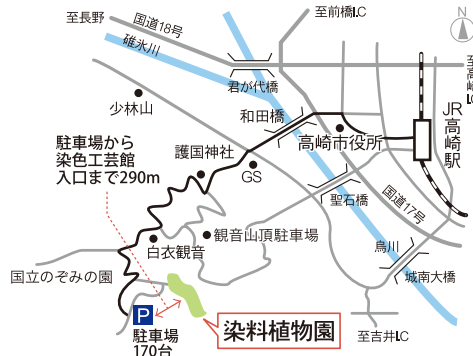 至前橋I.C
至長野
国道18号
碓氷川
N
至高崎I.C
君が代橋
少林山
和田橋
JR高崎駅
高崎市役所
駐車場から
染色工芸館
入口まで290m
護国神社
GS
聖石橋
国道17号
観音山頂駐車場
白衣観音
烏川
国立のぞみの園
城南大橋
P
駐車場
170台
染料植物園
至吉井I.C